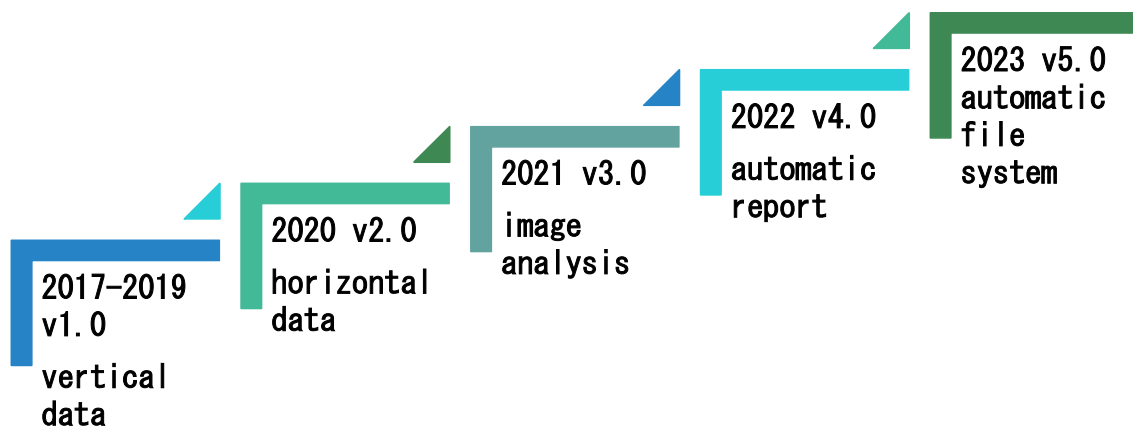 2017-2019
v1.0
vertical
data
2020 v2.0
horizontal
data
2021 v3.0
image
analysis
2022 v4.0
automatic
report
2023 v5.0
automatic
file
system